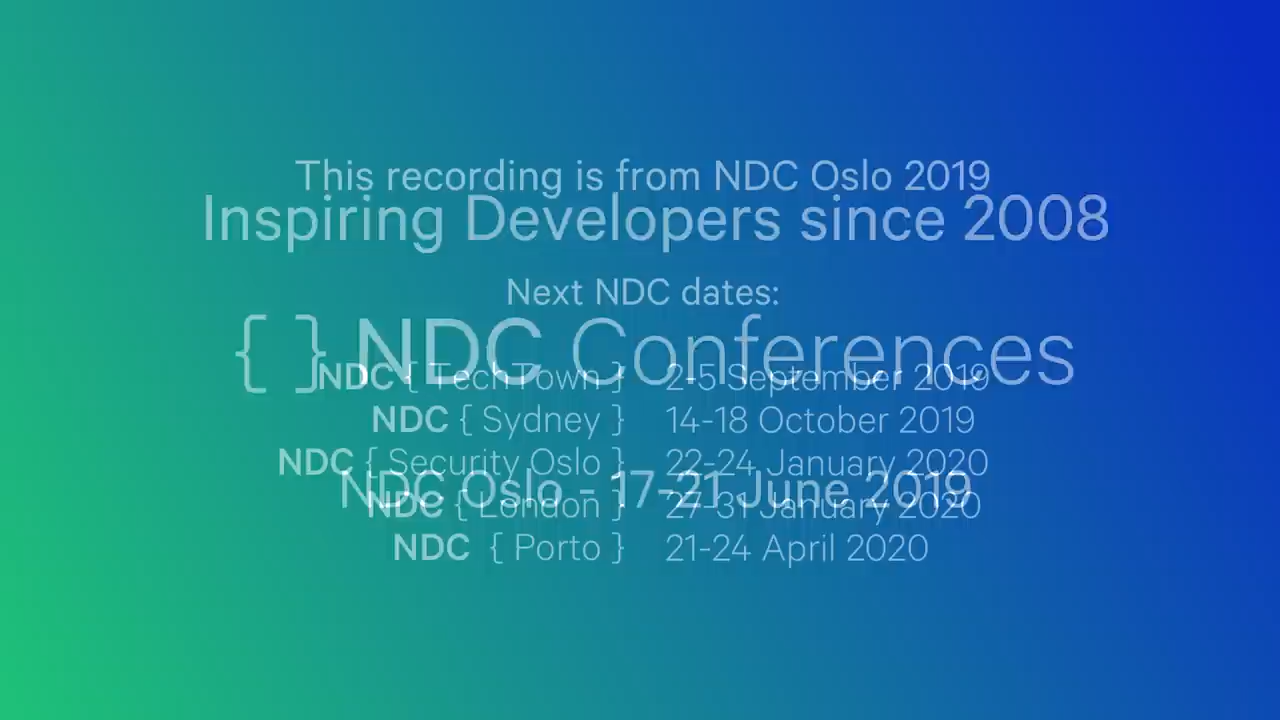 This recording is from NDC Oslo 2019
Inspiring Developers since 2008
Next NDC dates:
{ } NDC Conferences
NDC { Tech Town } 2-5 September 2019
NDC { Sydney } 14-18 October 2019
NDC { Security Oslo } 22-24 January 2020
NDC Oslo - 17-21 June 2019
NDC { London } 27-31 January 2020
NDC { Porto } 21-24 April 2020